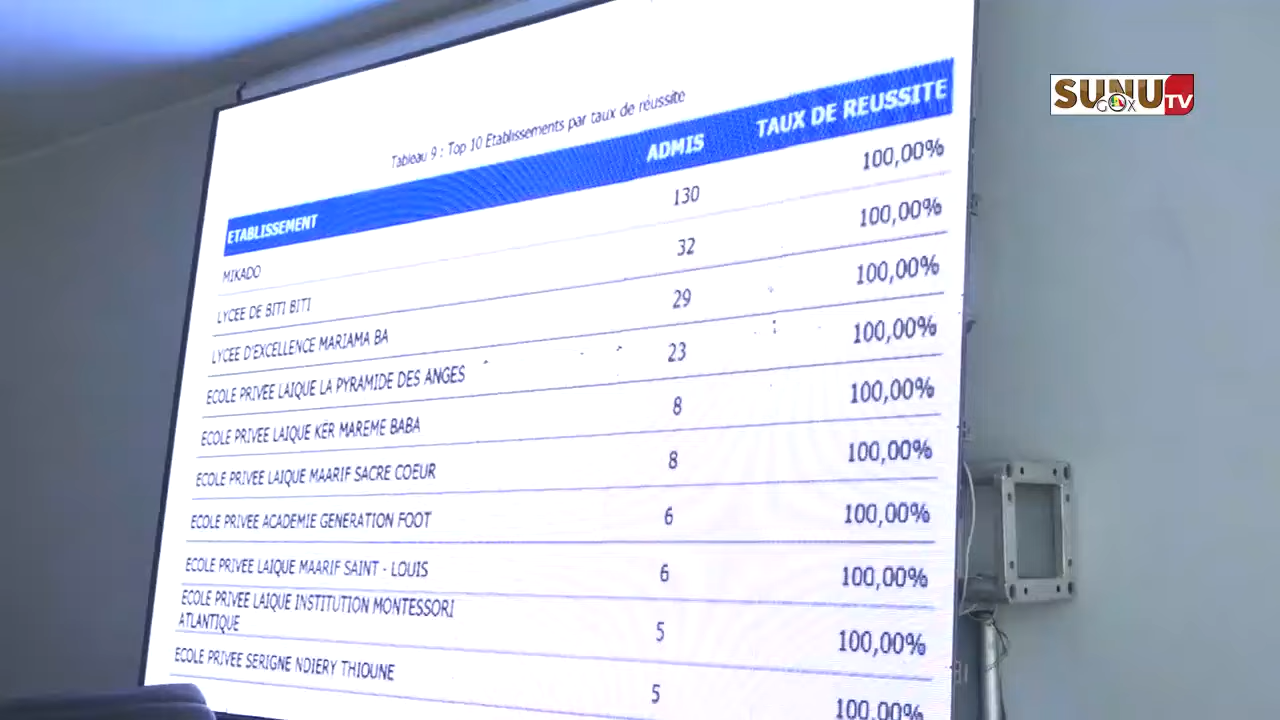 SUNU GOX TV
Tableau 9 : Top 10 Etablissements par taux de réussite
ETABLISSEMENT ADMIS TAUX DE REUSSITE
MIKADO 130 100,00%
LYCEE DE BITI BITI 32 100,00%
LYCEE D'EXCELLENCE MARIAMA BA 29 100,00%
ECOLE PRIVEE LAIQUE LA PYRAMIDE DES ANGES 23 100,00%
ECOLE PRIVEE LAIQUE KER MAREME BABA 8 100,00%
ECOLE PRIVEE LAIQUE MAARIF SACRE COEUR 8 100,00%
ECOLE PRIVEE ACADEMIE GENERATION FOOT 6 100,00%
ECOLE PRIVEE LAIQUE MAARIF SAINT - LOUIS 6 100,00%
ECOLE PRIVEE LAIQUE INSTITUTION MONTESSORI
ATLANTIQUE 5 100,00%
ECOLE PRIVEE SERIGNE NDIERY THIOUNE 5 100,00%